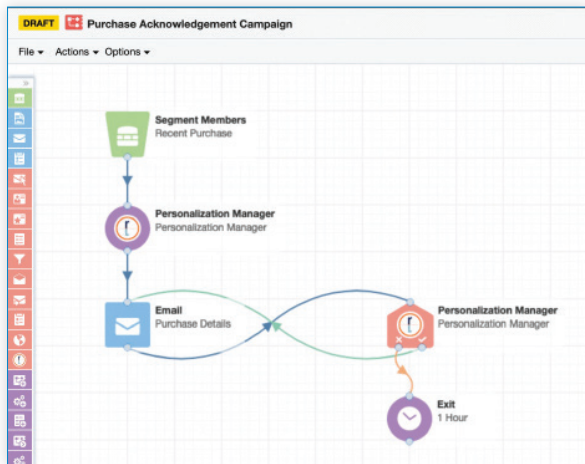 DRAFT Purchase Acknowledgement Campaign
File Actions Options
Segment Members
Recent Purchase
Personalization Manager
Personalization Manager
Email
Purchase Details
Personalization Manager
Personalization Manager
Exit
1 Hour